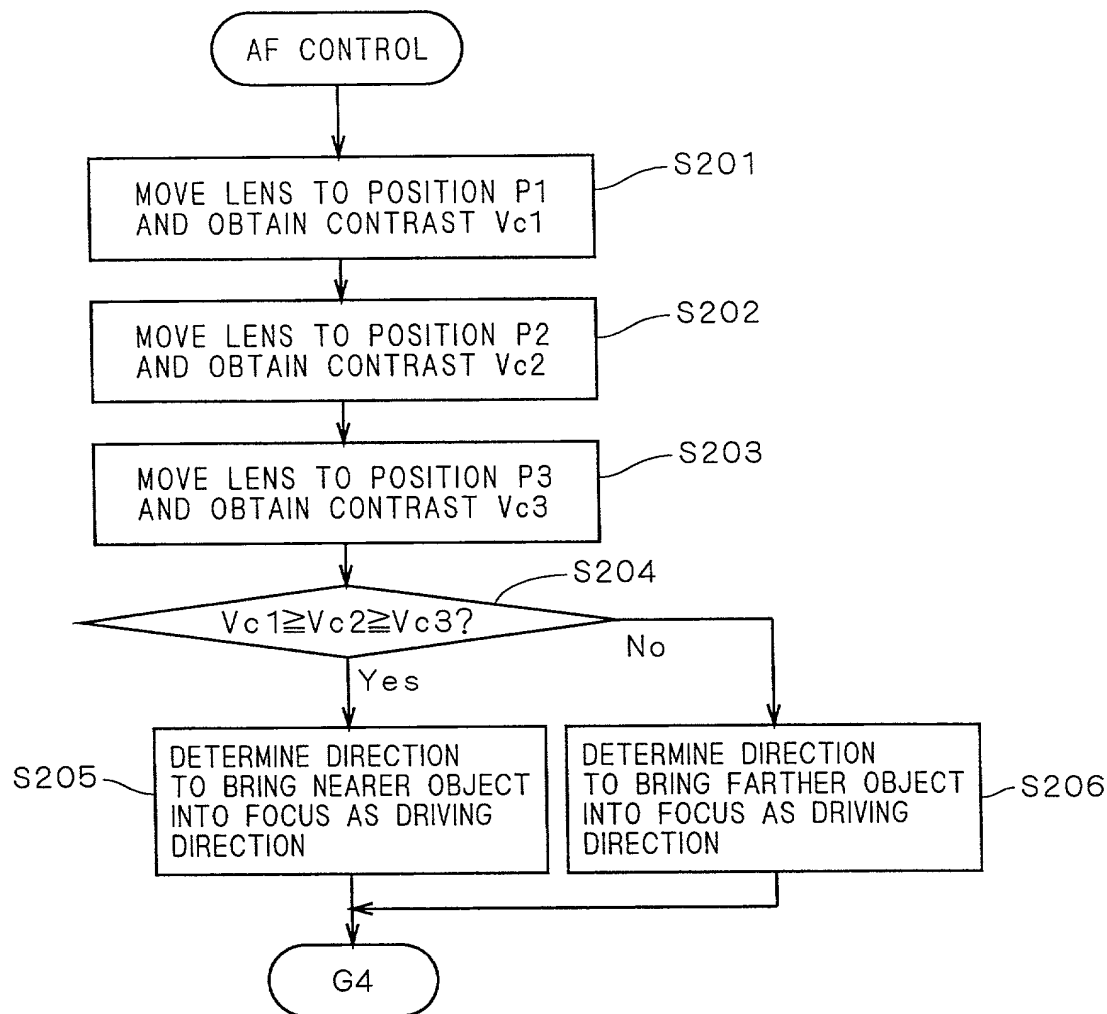 AF CONTROL
S201
MOVE LENS TO POSITION P1
AND OBTAIN CONTRAST Vc1
S202
MOVE LENS TO POSITION P2
AND OBTAIN CONTRAST Vc2
S203
MOVE LENS TO POSITION P3
AND OBTAIN CONTRAST Vc3
S204
Vc1≧Vc2≧Vc3?
No
Yes
S205
DETERMINE DIRECTION
TO BRING NEARER OBJECT
INTO FOCUS AS DRIVING
DIRECTION
DETERMINE DIRECTION
TO BRING FARTHER OBJECT
INTO FOCUS AS DRIVING
DIRECTION
S206
G4